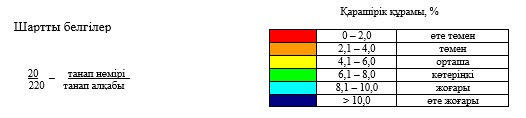 Қарашірік құрамы, %
Шартты белгілер
0 – 2,0 өте төмен
2,1 – 4,0 төмен
4,1 – 6,0 орташа
6,1 – 8,0 көтеріңкі
8,1 – 10,0 жоғары
> 10,0 өте жоғары
20 – танап нөмірі
220 танап алқабы